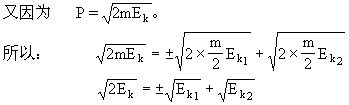 又因为 P=√(2mE_k)。
所以: √(2mE_k)=±√(2×m/2 E_k1)+√(2×m/2 E_k2)
√(2E_k)=±√(E_k1)+√(E_k2)